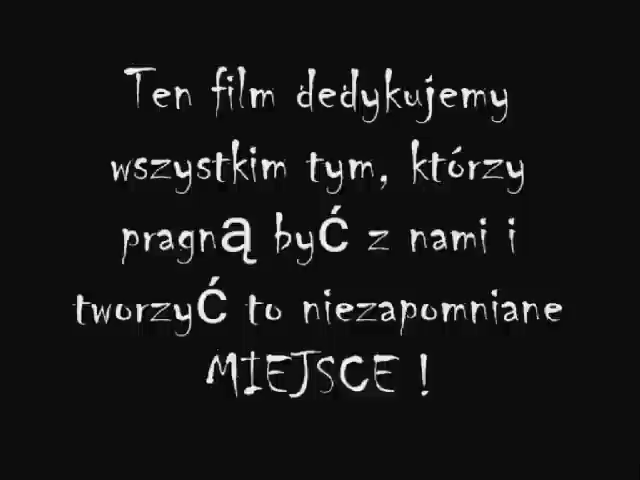 Ten film dedykujemy
wszystkim tym, którzy
pragną być z nami i
tworzyć to niezapomniane
MIEJSCE !